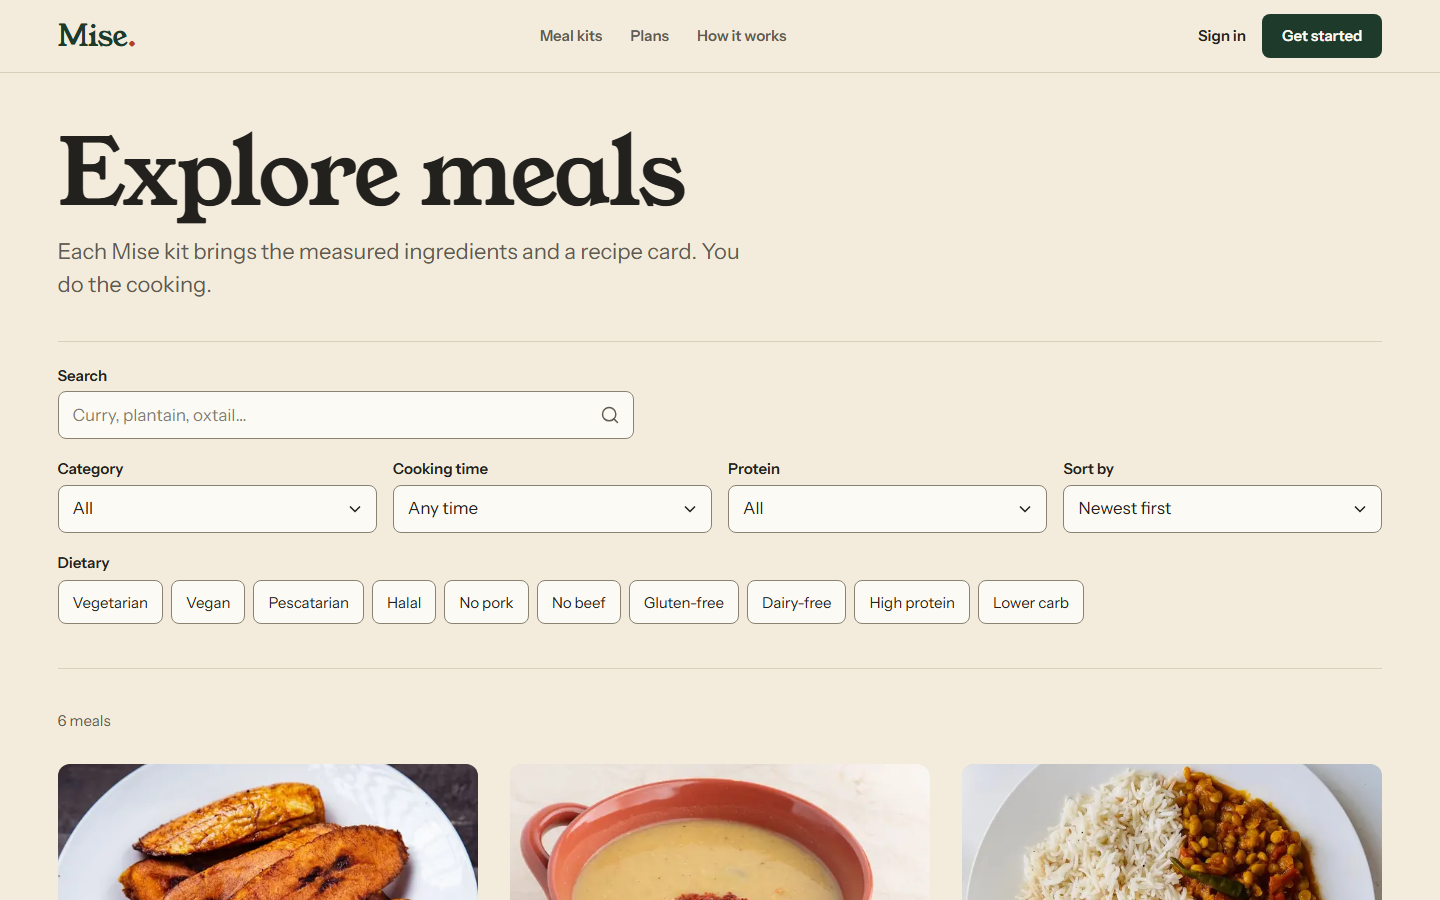 Mise.
Meal kits
Plans
How it works
Sign in
Get started
Explore meals
Each Mise kit brings the measured ingredients and a recipe card. You
do the cooking.
Search
Curry, plantain, oxtail...
Category
Cooking time
Protein
Sort by
All
Any time
All
Newest first
Dietary
Vegetarian
Vegan
Pescatarian
Halal
No pork
No beef
Gluten-free
Dairy-free
High protein
Lower carb
6 meals